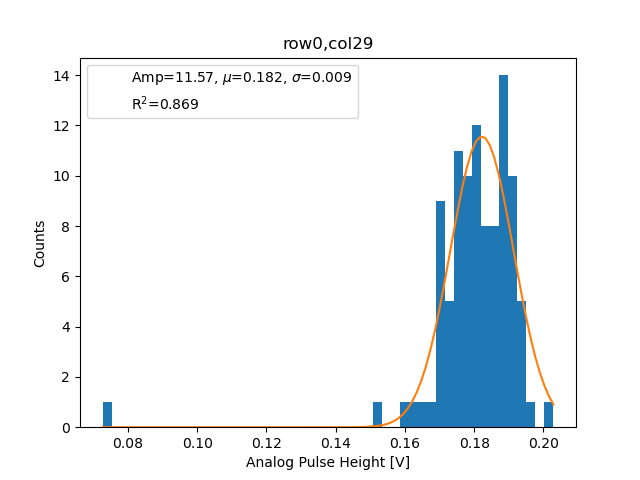 row0,col29
Amp=11.57, μ=0.182, σ=0.009
R²=0.869
14
12
10
8
6
4
2
0
Counts
0.08 0.10 0.12 0.14 0.16 0.18 0.20
Analog Pulse Height [V]